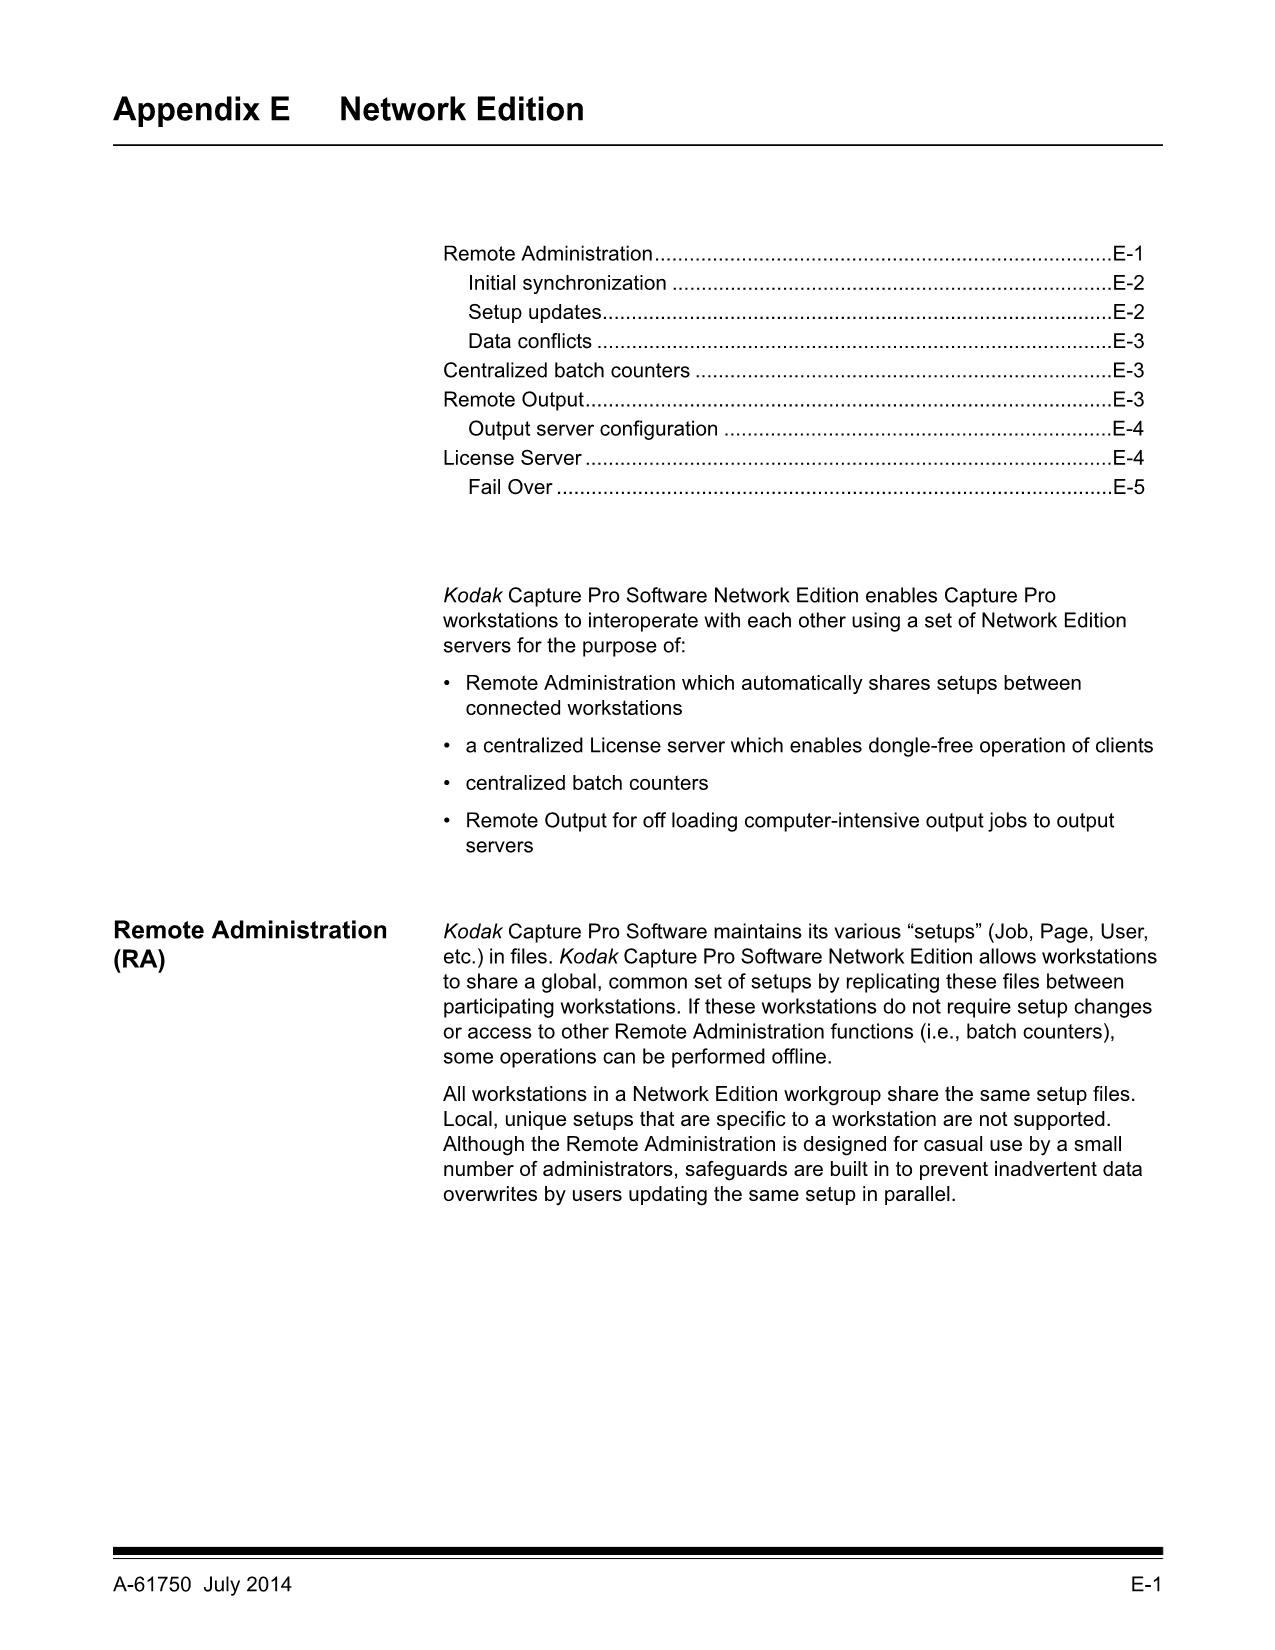 Appendix E Network Edition
Remote Administration...............................................................................E-1
Initial synchronization ............................................................................E-2
Setup updates........................................................................................E-2
Data conflicts .........................................................................................E-3
Centralized batch counters ........................................................................E-3
Remote Output...........................................................................................E-3
Output server configuration ...................................................................E-4
License Server ...........................................................................................E-4
Fail Over ................................................................................................E-5
Kodak Capture Pro Software Network Edition enables Capture Pro
workstations to interoperate with each other using a set of Network Edition
servers for the purpose of:
• Remote Administration which automatically shares setups between
connected workstations
• a centralized License server which enables dongle-free operation of clients
• centralized batch counters
• Remote Output for off loading computer-intensive output jobs to output
servers
Remote Administration
(RA)
Kodak Capture Pro Software maintains its various “setups” (Job, Page, User,
etc.) in files. Kodak Capture Pro Software Network Edition allows workstations
to share a global, common set of setups by replicating these files between
participating workstations. If these workstations do not require setup changes
or access to other Remote Administration functions (i.e., batch counters),
some operations can be performed offline.
All workstations in a Network Edition workgroup share the same setup files.
Local, unique setups that are specific to a workstation are not supported.
Although the Remote Administration is designed for casual use by a small
number of administrators, safeguards are built in to prevent inadvertent data
overwrites by users updating the same setup in parallel.
A-61750 July 2014 E-1